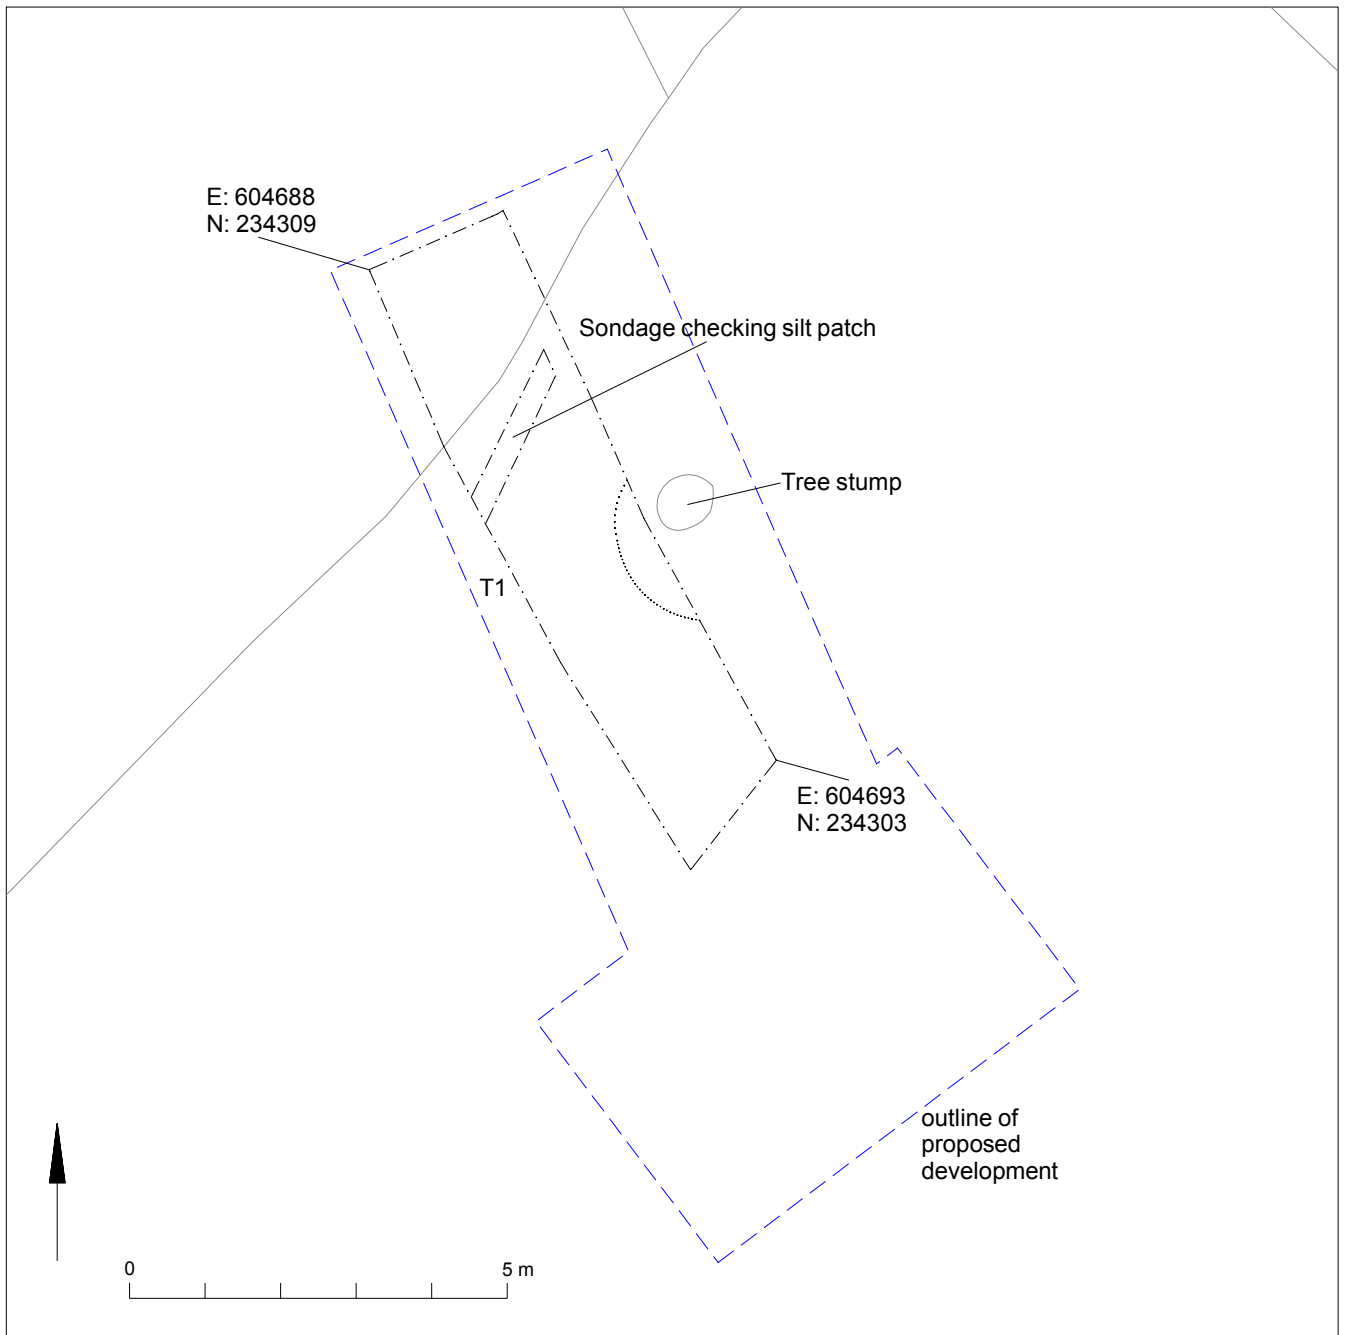 E: 604688
N: 234309
Sondage checking silt patch
Tree stump
T1
E: 604693
N: 234303
outline of
proposed
development
0
5 m